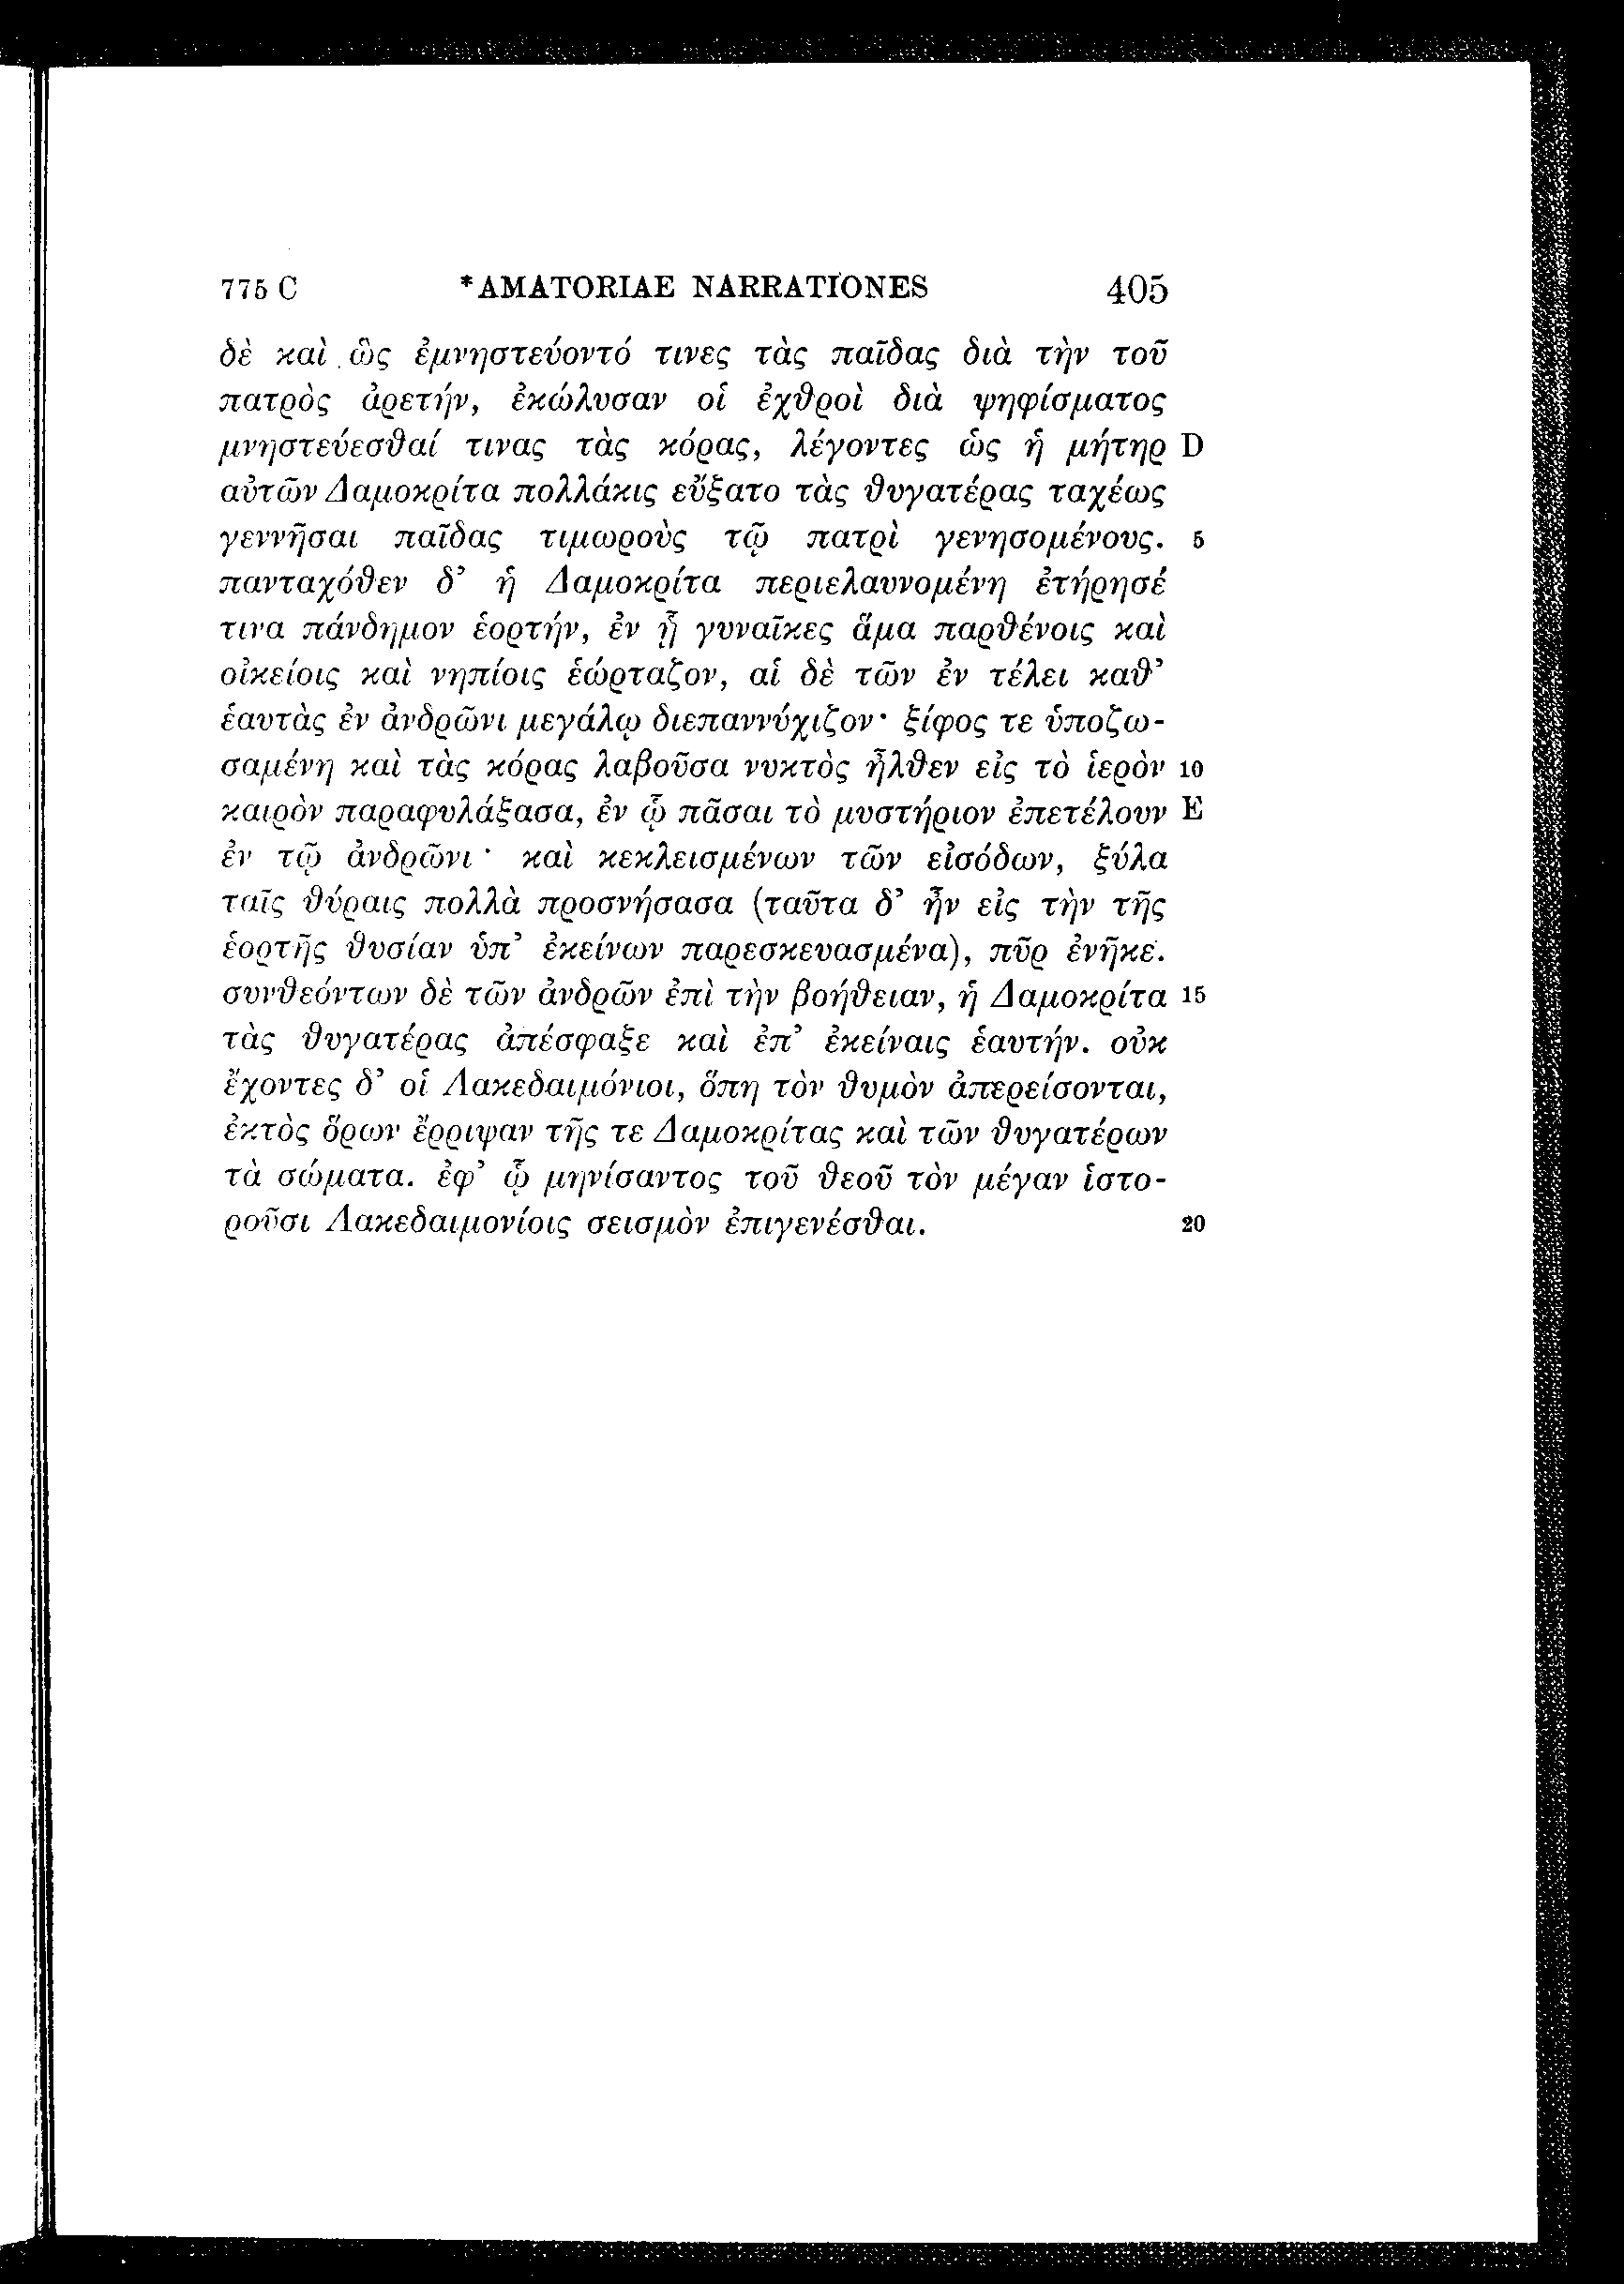 775 C *AMATORIAE NARRATIONES 405
δὲ καὶ ὣς ἐμνηστεύοντό τινες τὰς παῖδας διὰ τὴν τοῦ
πατρὸς ἀρετήν, ἐκώλυσαν οἱ ἐχθροὶ διὰ ψηφίσματος
μνηστεύεσθαί τινας τὰς κόρας, λέγοντες ὡς ἡ μήτηρ D
αὐτῶν Δαμοκρίτα πολλάκις εὔξατο τὰς θυγατέρας ταχέως
γεννῆσαι παῖδας τιμωροὺς τῷ πατρὶ γενησομένους. 5
πανταχόθεν δ’ ἡ Δαμοκρίτα περιελαυνομένη ἐτήρησέ
τινα πάνδημον ἑορτήν, ἐν ᾗ γυναῖκες ἅμα παρθένοις καὶ
οἰκείοις καὶ νηπίοις ἑώρταζον, αἱ δὲ τῶν ἐν τέλει καθ’
ἑαυτὰς ἐν ἀνδρῶνι μεγάλῳ διεπαννύχιζον· ξίφος τε ὑποζω-
σαμένη καὶ τὰς κόρας λαβοῦσα νυκτὸς ἦλθεν εἰς τὸ ἱερὸν 10
καιρὸν παραφυλάξασα, ἐν ᾧ πᾶσαι τὸ μυστήριον ἐπετέλουν E
ἐν τῷ ἀνδρῶνι· καὶ κεκλεισμένων τῶν εἰσόδων, ξύλα
ταῖς θύραις πολλὰ προσνήσασα (ταῦτα δ’ ἦν εἰς τὴν τῆς
ἑορτῆς θυσίαν ὑπ’ ἐκείνων παρεσκευασμένα), πῦρ ἐνῆκε.
συνθεόντων δὲ τῶν ἀνδρῶν ἐπὶ τὴν βοήθειαν, ἡ Δαμοκρίτα 15
τὰς θυγατέρας ἀπέσφαξε καὶ ἐπ’ ἐκείναις ἑαυτήν. οὐκ
ἔχοντες δ’ οἱ Λακεδαιμόνιοι, ὅπη τὸν θυμὸν ἀπερείσονται,
ἐκτὸς ὅρων ἔρριψαν τῆς τε Δαμοκρίτας καὶ τῶν θυγατέρων
τὰ σώματα. ἐφ’ ᾧ μηνίσαντος τοῦ θεοῦ τὸν μέγαν ἱστο-
ροῦσι Λακεδαιμονίοις σεισμὸν ἐπιγενέσθαι. 20